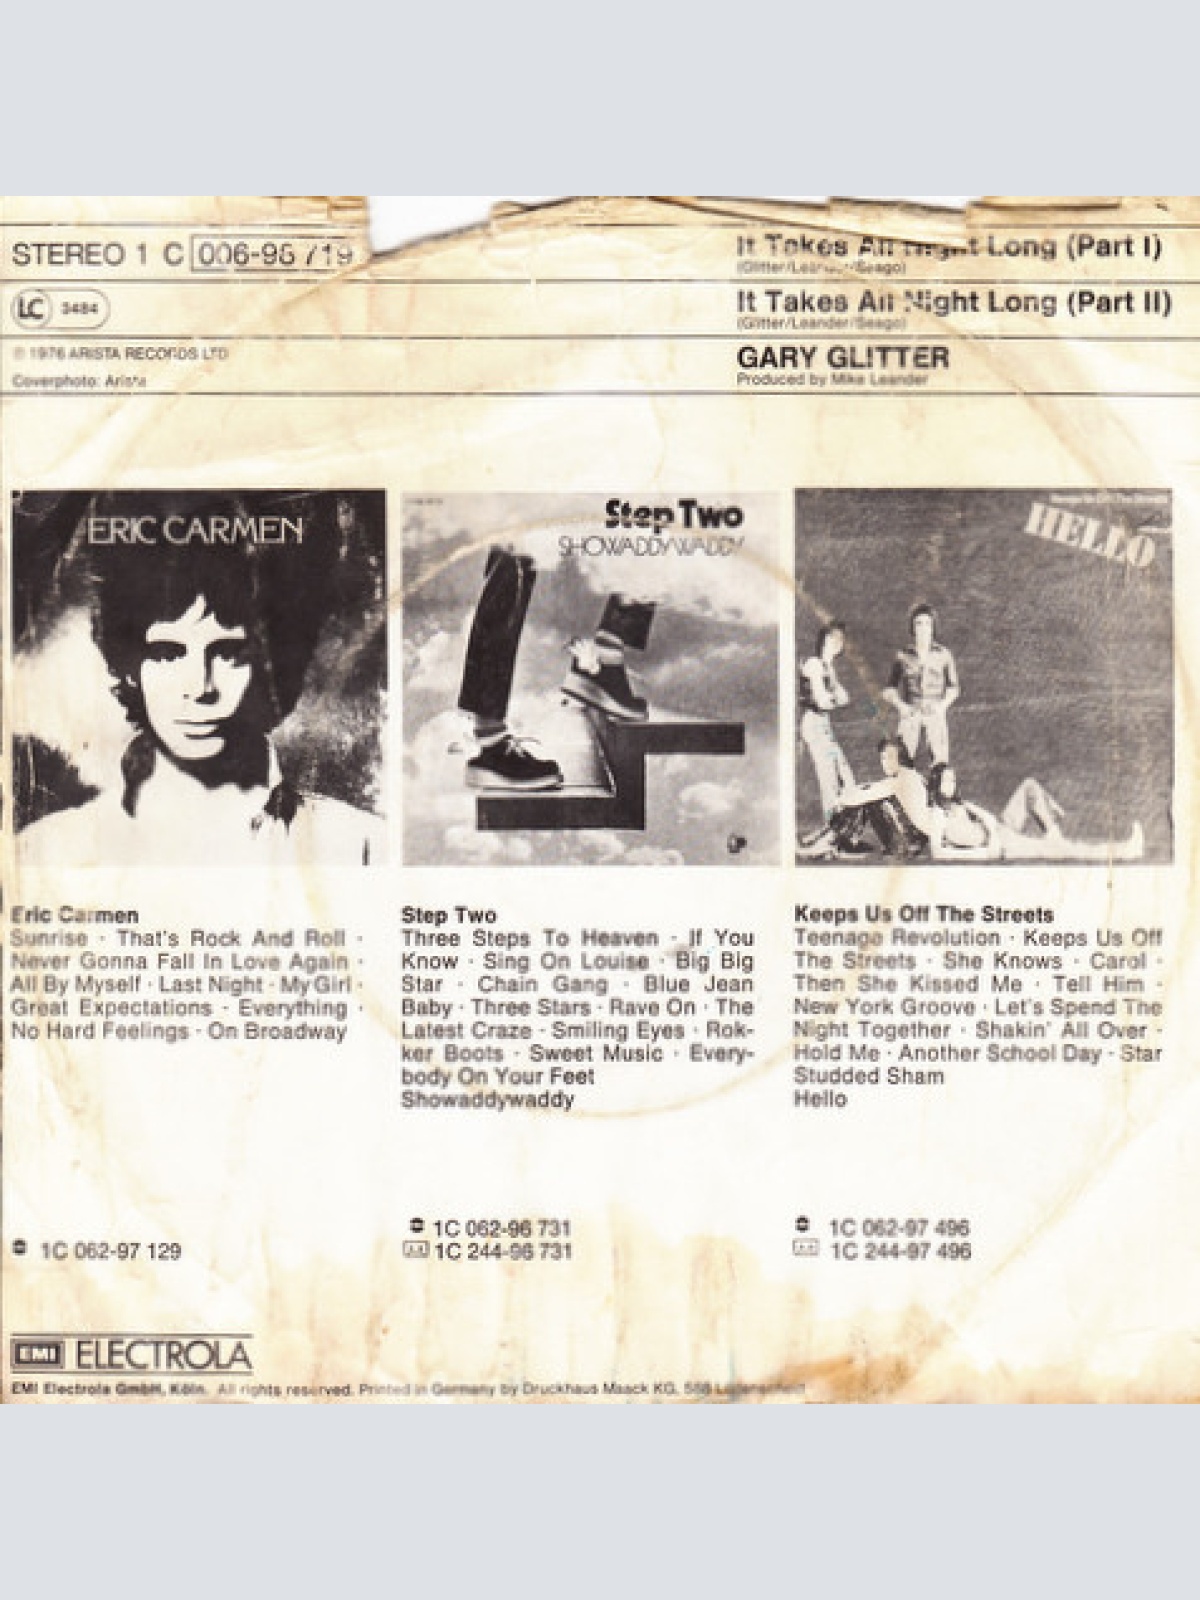 STEREO 1 C 006-98 719
It Takes All Night Long (Part I)
(Glitter/Leander/Seago)
LC 3484
It Takes All Night Long (Part II)
(Glitter/Leander/Seago)
℗ 1976 ARISTA RECORDS LTD
GARY GLITTER
Coverphoto: Arista
Produced by Mike Leander
ERIC CARMEN
Step Two
SHOWADDYWADDY
HELLO
Eric Carmen
Sunrise · That's Rock And Roll ·
Never Gonna Fall In Love Again ·
All By Myself · Last Night · My Girl ·
Great Expectations · Everything ·
No Hard Feelings · On Broadway
Step Two
Three Steps To Heaven · If You
Know · Sing On Louise · Big Big
Star · Chain Gang · Blue Jean
Baby · Three Stars · Rave On · The
Latest Craze · Smiling Eyes · Rok-
ker Boots · Sweet Music · Every-
body On Your Feet
Showaddywaddy
Keeps Us Off The Streets
Teenage Revolution · Keeps Us Off
The Streets · She Knows · Carol ·
Then She Kissed Me · Tell Him ·
New York Groove · Let's Spend The
Night Together · Shakin' All Over ·
Hold Me · Another School Day · Star
Studded Sham
Hello
1C 062-97 129
1C 062-96 731
1C 244-96 731
1C 062-97 496
1C 244-97 496
EMI ELECTROLA
EMI Electrola GmbH, Köln. All rights reserved. Printed in Germany by Druckhaus Maack KG, 588 Lüdenscheid